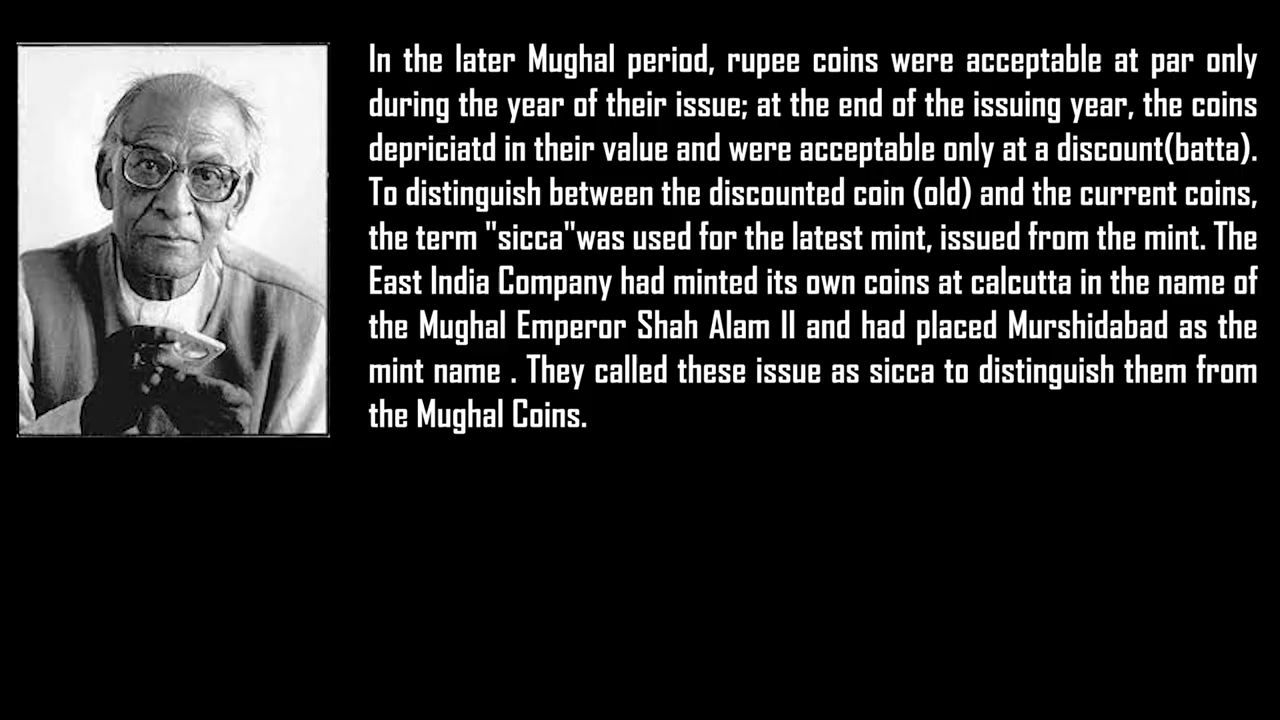 In the later Mughal period, rupee coins were acceptable at par only
during the year of their issue; at the end of the issuing year, the coins
depriciatd in their value and were acceptable only at a discount(batta).
To distinguish between the discounted coin (old) and the current coins,
the term "sicca"was used for the latest mint, issued from the mint. The
East India Company had minted its own coins at calcutta in the name of
the Mughal Emperor Shah Alam II and had placed Murshidabad as the
mint name . They called these issue as sicca to distinguish them from
the Mughal Coins.